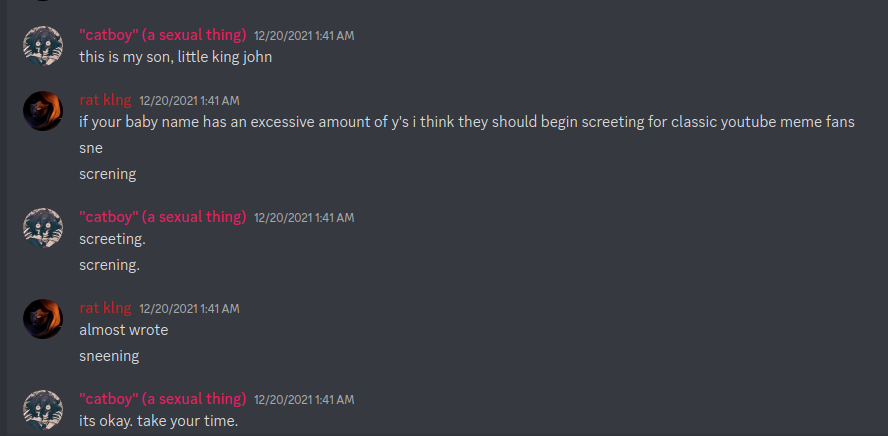 "catboy" (a sexual thing) 12/20/2021 1:41 AM
this is my son, little king john
rat klng 12/20/2021 1:41 AM
if your baby name has an excessive amount of y's i think they should begin screeting for classic youtube meme fans
sne
screning
"catboy" (a sexual thing) 12/20/2021 1:41 AM
screeting.
screning.
rat klng 12/20/2021 1:41 AM
almost wrote
sneening
"catboy" (a sexual thing) 12/20/2021 1:41 AM
its okay. take your time.